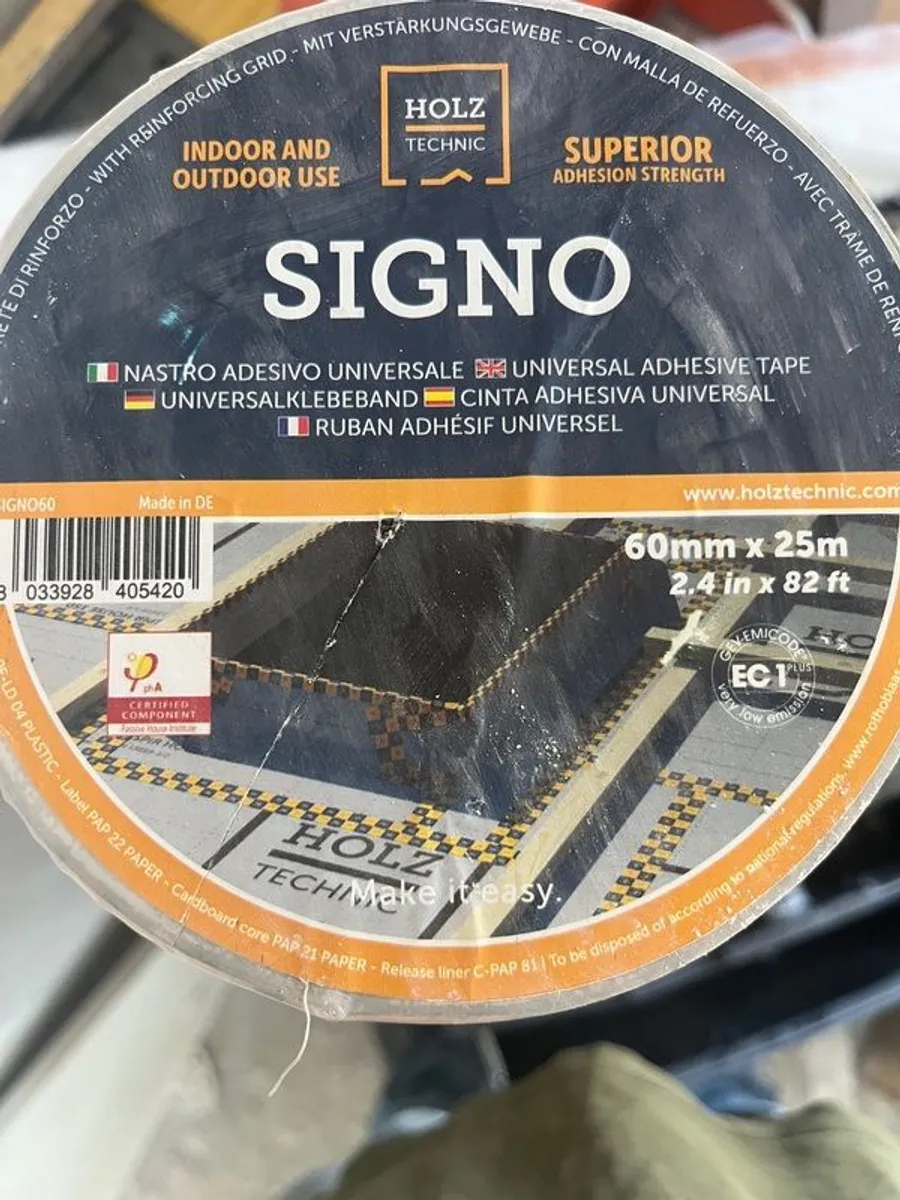 RETE DI RINFORZO - WITH REINFORCING GRID - MIT VERSTÄRKUNGSGEWEBE - CON MALLA DE REFUERZO - AVEC TRAME DE
HOLZ
TECHNIC
INDOOR AND
OUTDOOR USE
SUPERIOR
ADHESION STRENGTH
SIGNO
NASTRO ADESIVO UNIVERSALE UNIVERSAL ADHESIVE TAPE
UNIVERSALKLEBEBAND CINTA ADHESIVA UNIVERSAL
RUBAN ADHÉSIF UNIVERSEL
SIGNO60 Made in DE
www.holztechnic.com
8 033928 405420
60mm x 25m
2.4 in x 82 ft
GEV-EMICODE
EC1 PLUS
very low emission
phA
CERTIFIED
COMPONENT
Passive House Institute
HOLZ
TECHNIC
Make it easy.
PE-LD 04 PLASTIC - Label PAP 22 PAPER - Cardboard core PAP 21 PAPER - Release liner C-PAP 81 | To be disposed of according to national regulations. www.rothoblaas